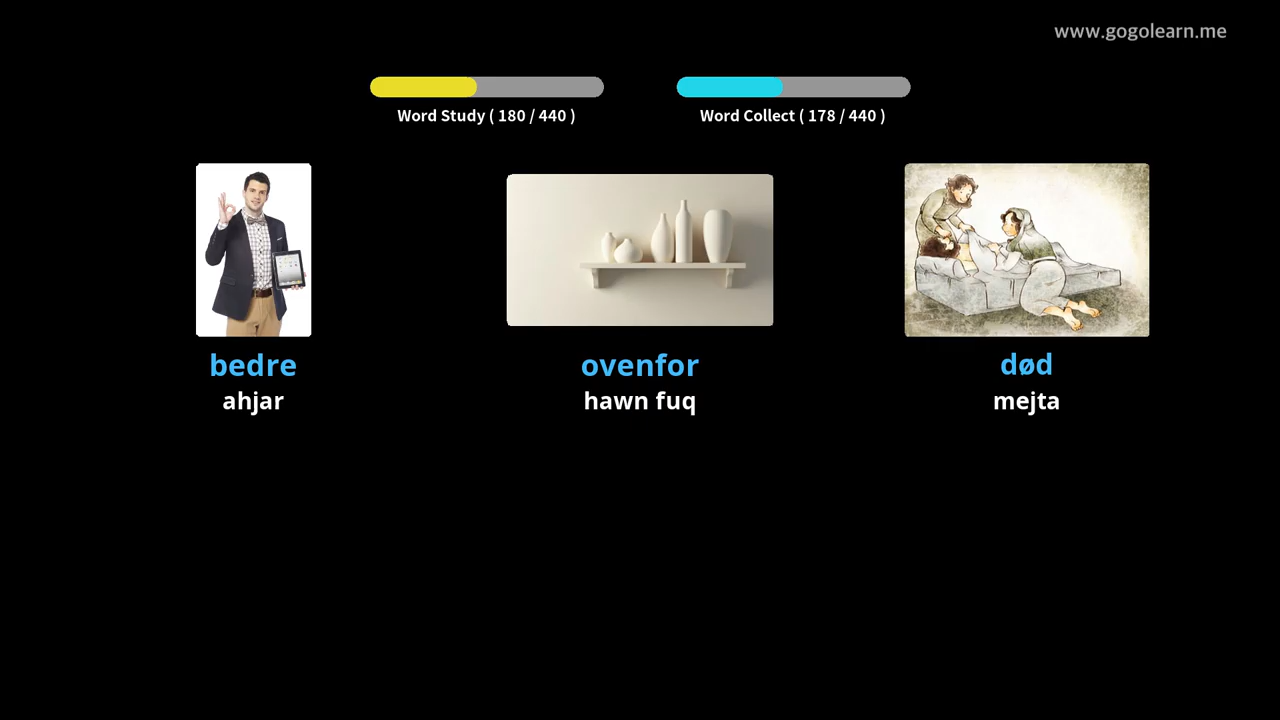 www.gogolearn.me
Word Study ( 180 / 440 )
Word Collect ( 178 / 440 )
bedre
ahjar
ovenfor
hawn fuq
død
mejta